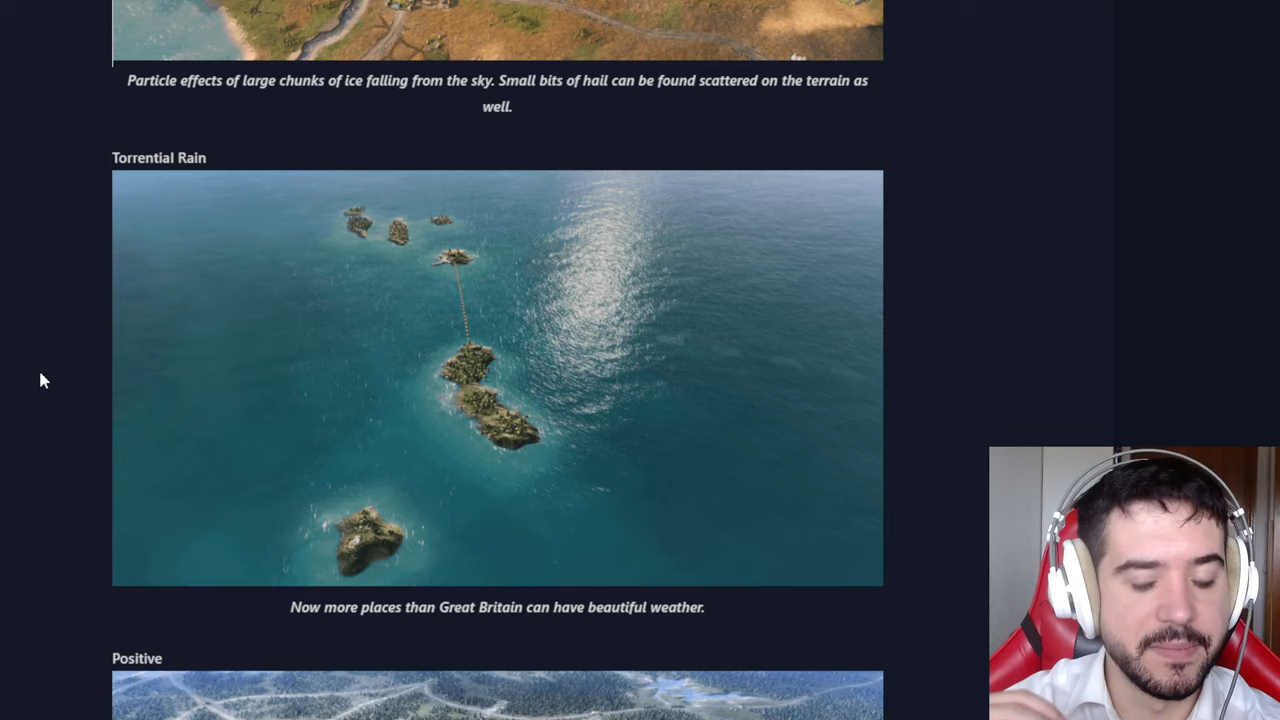 Particle effects of large chunks of ice falling from the sky. Small bits of hail can be found scattered on the terrain as
well.
Torrential Rain
Now more places than Great Britain can have beautiful weather.
Positive